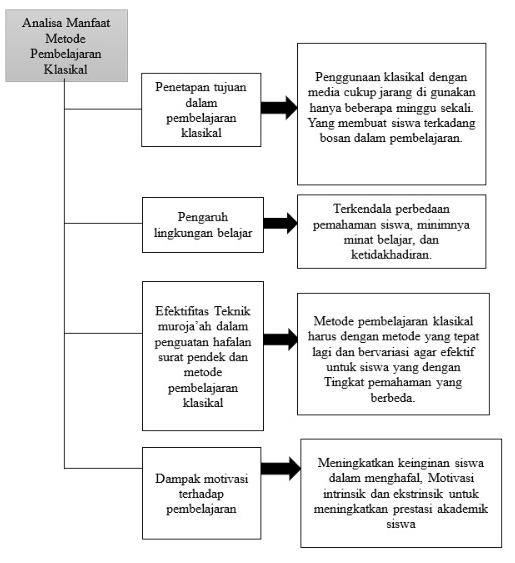 Analisa Manfaat
Metode
Pembelajaran
Klasikal
Penetapan tujuan
dalam
pembelajaran
klasikal
Penggunaan klasikal dengan
media cukup jarang di gunakan
hanya beberapa minggu sekali.
Yang membuat siswa terkadang
bosan dalam pembelajaran.
Pengaruh
lingkungan belajar
Terkendala perbedaan
pemahaman siswa, minimnya
minat belajar, dan
ketidakhadiran.
Efektifitas Teknik
muroja’ah dalam
penguatan hafalan
surat pendek dan
metode
pembelajaran
klasikal
Metode pembelajaran klasikal
harus dengan metode yang tepat
lagi dan bervariasi agar efektif
untuk siswa yang dengan
Tingkat pemahaman yang
berbeda.
Dampak motivasi
terhadap
pembelajaran
Meningkatkan keinginan siswa
dalam menghafal, Motivasi
intrinsik dan ekstrinsik untuk
meningkatkan prestasi akademik
siswa